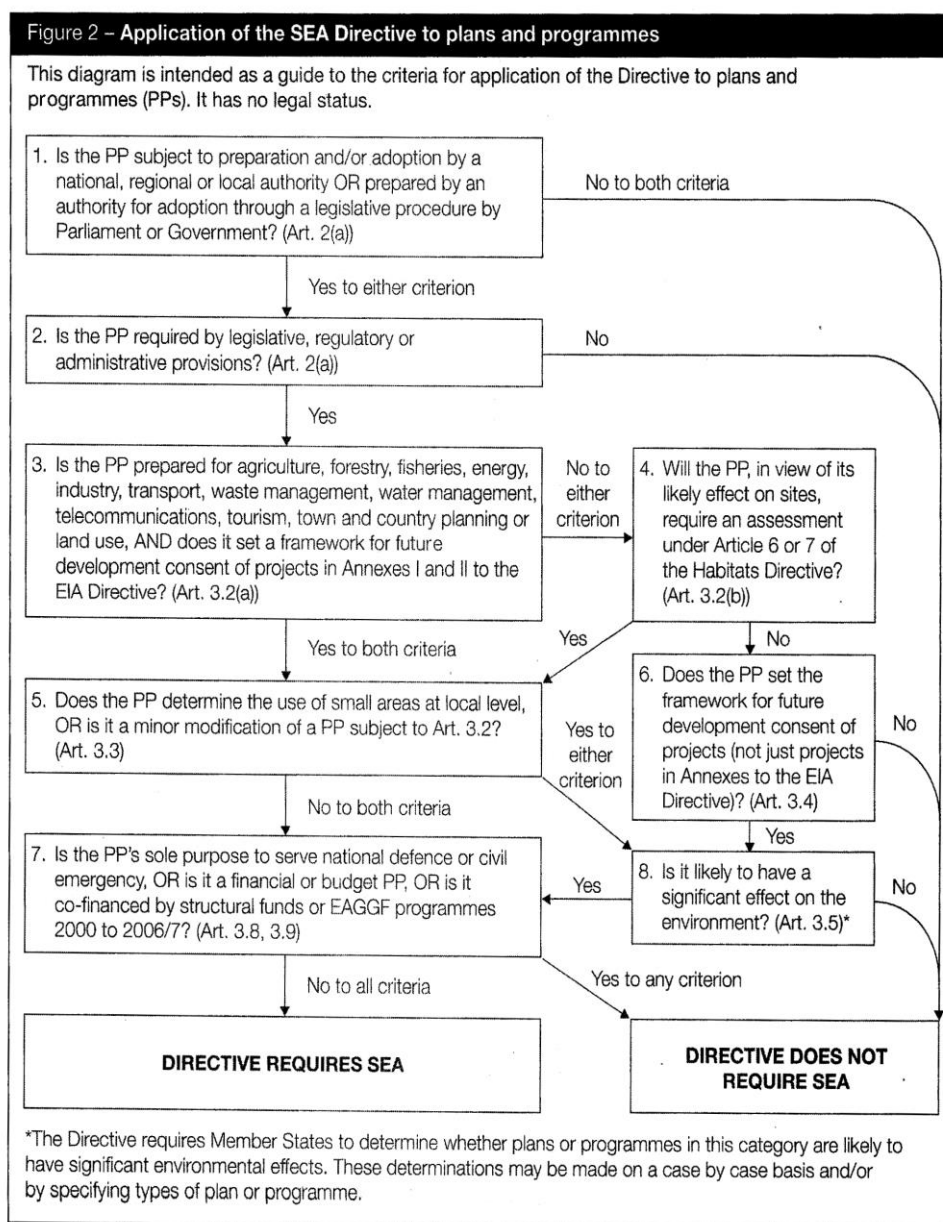 Figure 2 – Application of the SEA Directive to plans and programmes
This diagram is intended as a guide to the criteria for application of the Directive to plans and
programmes (PPs). It has no legal status.
1. Is the PP subject to preparation and/or adoption by a
national, regional or local authority OR prepared by an
authority for adoption through a legislative procedure by
Parliament or Government? (Art. 2(a))
No to both criteria
Yes to either criterion
2. Is the PP required by legislative, regulatory or
administrative provisions? (Art. 2(a))
No
Yes
3. Is the PP prepared for agriculture, forestry, fisheries, energy,
industry, transport, waste management, water management,
telecommunications, tourism, town and country planning or
land use, AND does it set a framework for future
development consent of projects in Annexes I and II to the
EIA Directive? (Art. 3.2(a))
No to
either
criterion
4. Will the PP, in view of its
likely effect on sites,
require an assessment
under Article 6 or 7 of
the Habitats Directive?
(Art. 3.2(b))
Yes to both criteria
Yes
No
5. Does the PP determine the use of small areas at local level,
OR is it a minor modification of a PP subject to Art. 3.2?
(Art. 3.3)
Yes to
either
criterion
6. Does the PP set the
framework for future
development consent of
projects (not just projects
in Annexes to the EIA
Directive)? (Art. 3.4)
No
No to both criteria
Yes
7. Is the PP's sole purpose to serve national defence or civil
emergency, OR is it a financial or budget PP, OR is it
co-financed by structural funds or EAGGF programmes
2000 to 2006/7? (Art. 3.8, 3.9)
Yes
8. Is it likely to have a
significant effect on the
environment? (Art. 3.5)*
No
No to all criteria
Yes to any criterion
DIRECTIVE REQUIRES SEA
DIRECTIVE DOES NOT
REQUIRE SEA
*The Directive requires Member States to determine whether plans or programmes in this category are likely to
have significant environmental effects. These determinations may be made on a case by case basis and/or
by specifying types of plan or programme.